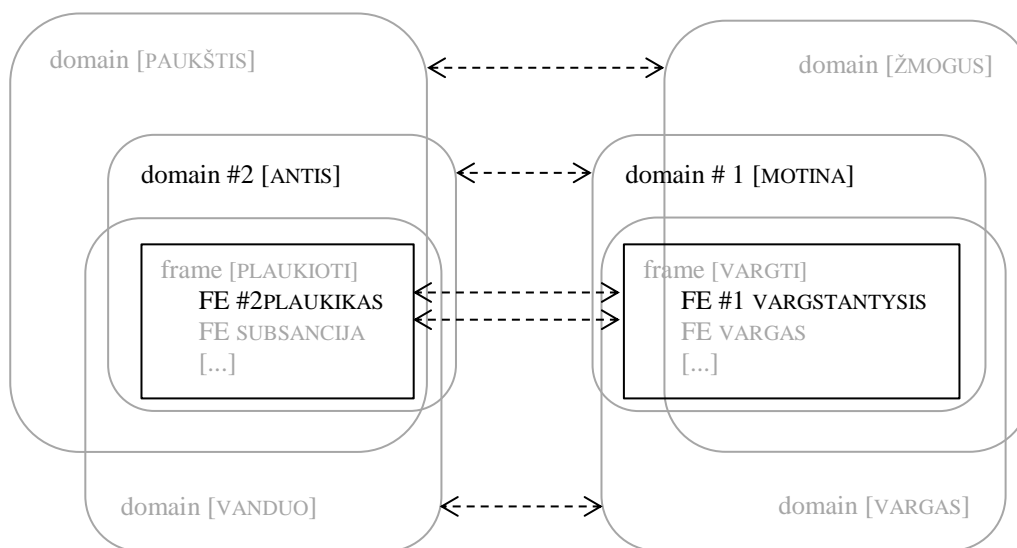 domain [PAUKŠTIS]
domain [ŽMOGUS]
domain #2 [ANTIS]
domain # 1 [MOTINA]
frame [PLAUKIOTI]
FE #2PLAUKIKAS
FE SUBSANCIJA
[...]
frame [VARGTI]
FE #1 VARGSTANTYSIS
FE VARGAS
[...]
domain [VANDUO]
domain [VARGAS]